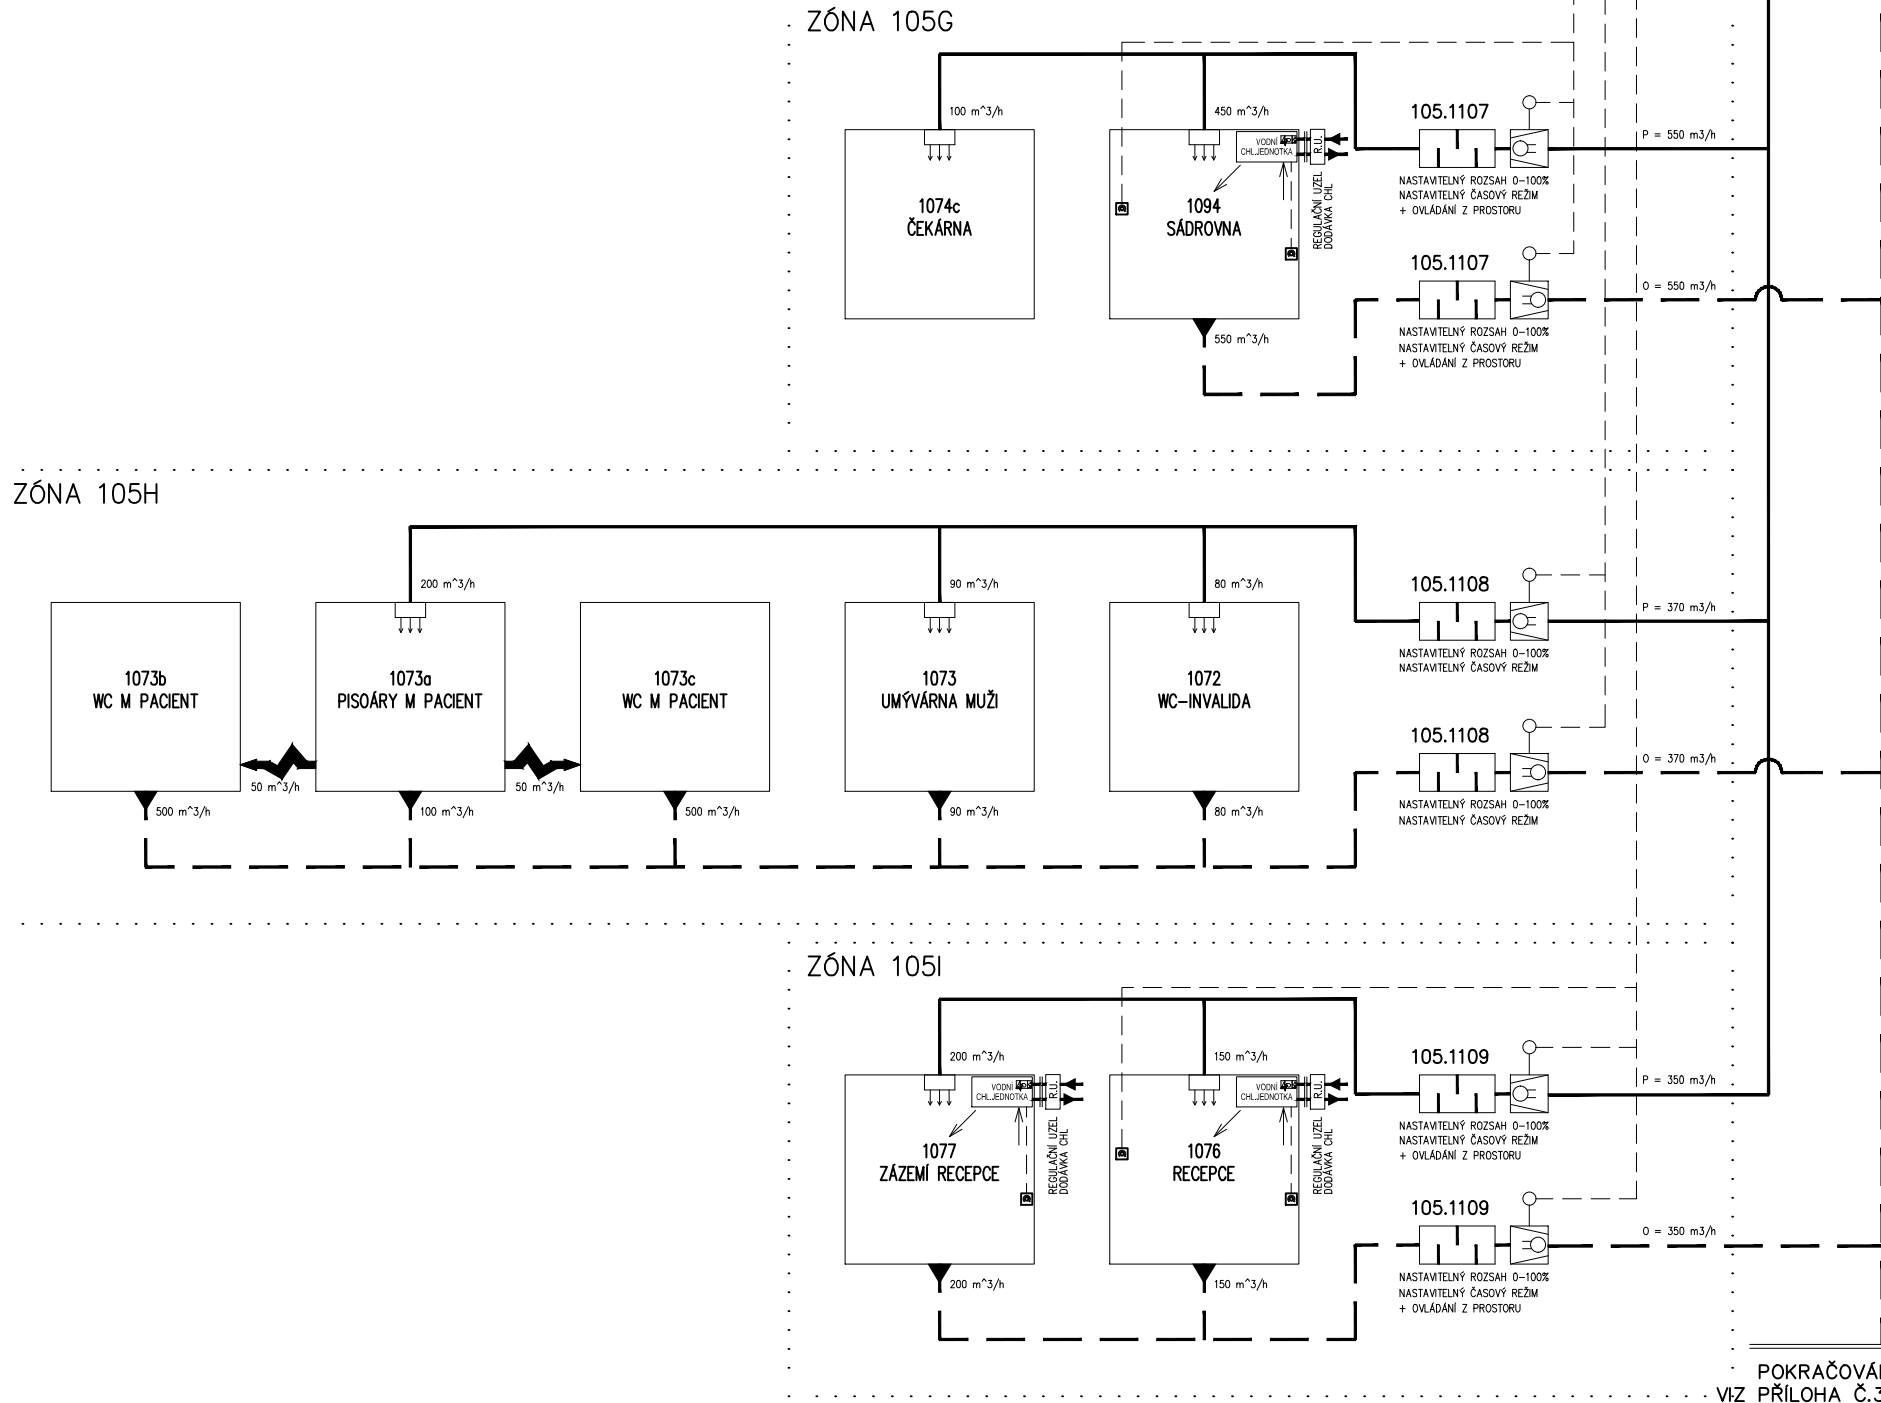 ZÓNA 105G
100 m^3/h
450 m^3/h
105.1107
P = 550 m3/h
VODNÍ
CHL.JEDNOTKA
R.U.
NASTAVITELNÝ ROZSAH 0-100%
NASTAVITELNÝ ČASOVÝ REŽIM
+ OVLÁDÁNÍ Z PROSTORU
1074c
ČEKÁRNA
1094
SÁDROVNA
REGULAČNÍ UZEL
DODÁVKA CHL
105.1107
O = 550 m3/h
NASTAVITELNÝ ROZSAH 0-100%
NASTAVITELNÝ ČASOVÝ REŽIM
+ OVLÁDÁNÍ Z PROSTORU
550 m^3/h
ZÓNA 105H
200 m^3/h
90 m^3/h
80 m^3/h
105.1108
P = 370 m3/h
NASTAVITELNÝ ROZSAH 0-100%
NASTAVITELNÝ ČASOVÝ REŽIM
1073b
WC M PACIENT
1073a
PISOÁRY M PACIENT
1073c
WC M PACIENT
1073
UMÝVÁRNA MUŽI
1072
WC-INVALIDA
105.1108
O = 370 m3/h
50 m^3/h
50 m^3/h
NASTAVITELNÝ ROZSAH 0-100%
NASTAVITELNÝ ČASOVÝ REŽIM
500 m^3/h
100 m^3/h
500 m^3/h
90 m^3/h
80 m^3/h
ZÓNA 105I
200 m^3/h
150 m^3/h
105.1109
P = 350 m3/h
VODNÍ
CHL.JEDNOTKA
R.U.
VODNÍ
CHL.JEDNOTKA
R.U.
NASTAVITELNÝ ROZSAH 0-100%
NASTAVITELNÝ ČASOVÝ REŽIM
+ OVLÁDÁNÍ Z PROSTORU
1077
ZÁZEMÍ RECEPCE
REGULAČNÍ UZEL
DODÁVKA CHL
1076
RECEPCE
REGULAČNÍ UZEL
DODÁVKA CHL
105.1109
O = 350 m3/h
NASTAVITELNÝ ROZSAH 0-100%
NASTAVITELNÝ ČASOVÝ REŽIM
+ OVLÁDÁNÍ Z PROSTORU
200 m^3/h
150 m^3/h
POKRAČOVÁ
VIZ PŘÍLOHA Č.3